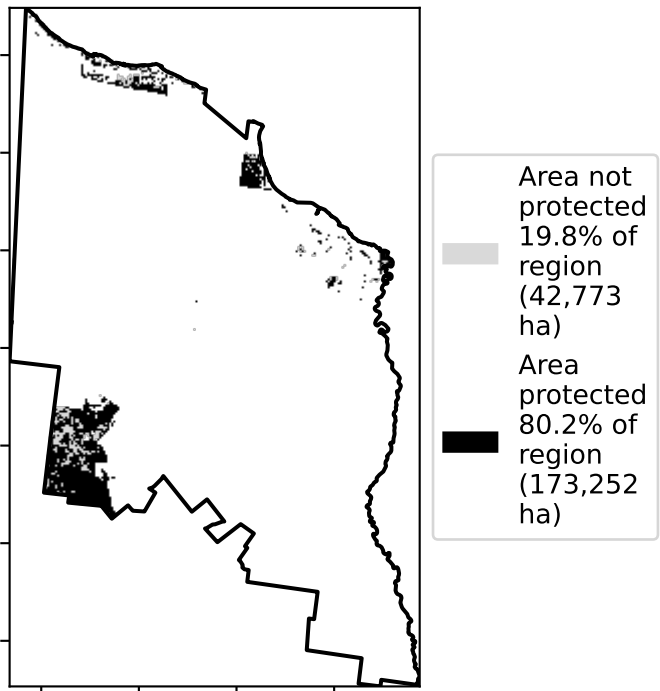 Area not
protected
19.8% of
region
(42,773
ha)
Area
protected
80.2% of
region
(173,252
ha)